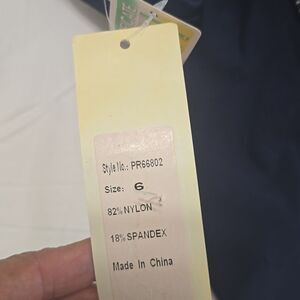 Style No.: PR66802
Size: 6
82% NYLON
18% SPANDEX
Made In China